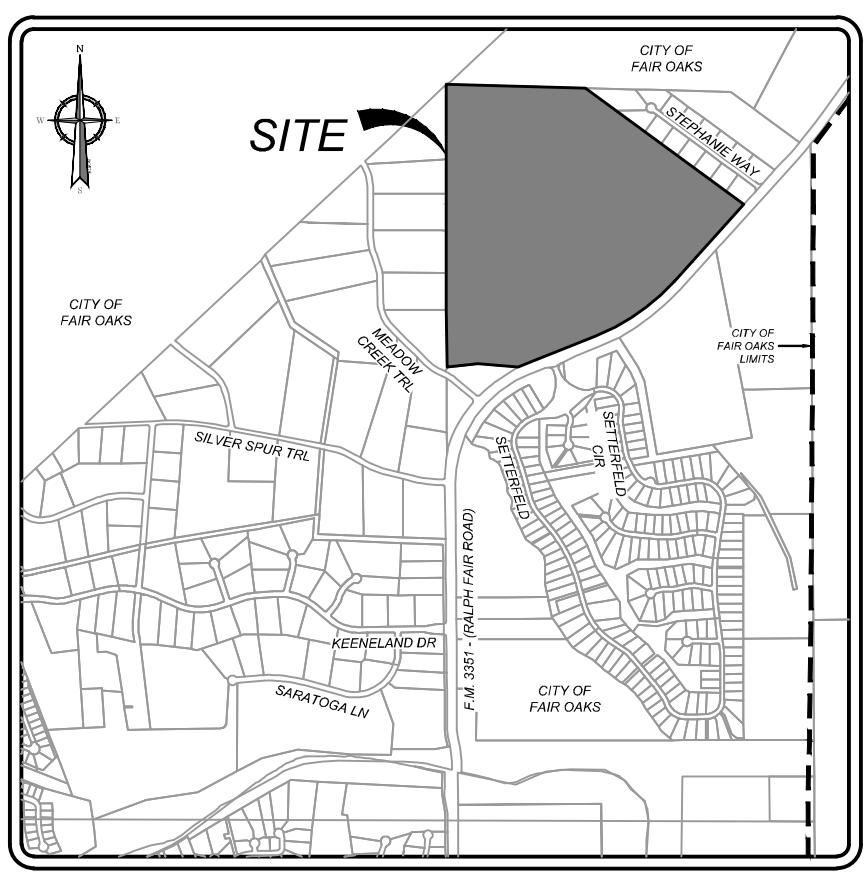 N
W
E
S
CITY OF
FAIR OAKS
SITE
STEPHANIE WAY
CITY OF
FAIR OAKS
MEADOW
CREEK TRL
CITY OF
FAIR OAKS
LIMITS
SILVER SPUR TRL
SETTERFELD
SETTERFELD
CIR
F.M. 3351 - (RALPH FAIR ROAD)
KEENELAND DR
SARATOGA LN
CITY OF
FAIR OAKS